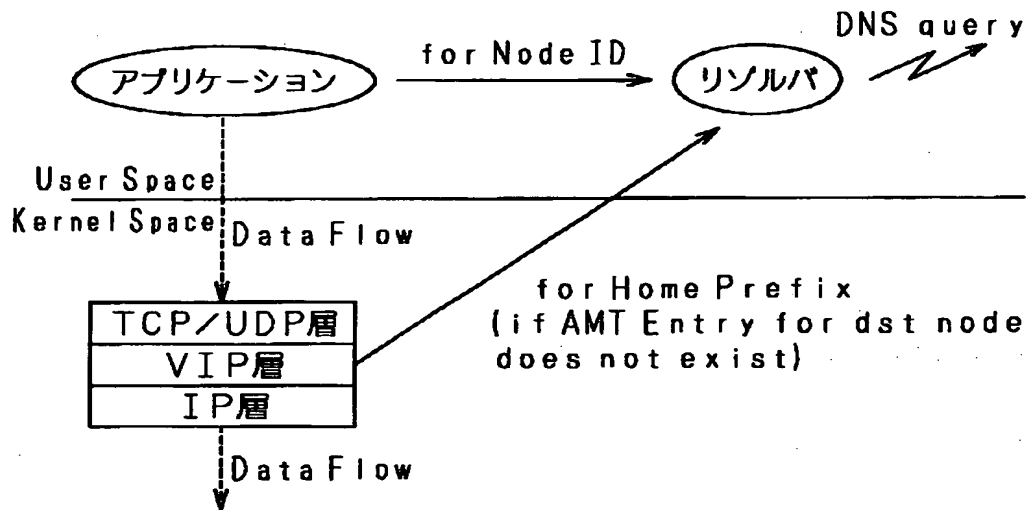 DNS query
for Node ID
アプリケーション
リゾルバ
User Space
Kernel Space
Data Flow
for Home Prefix
(if AMT Entry for dst node
does not exist)
TCP/UDP層
VIP層
IP層
Data Flow